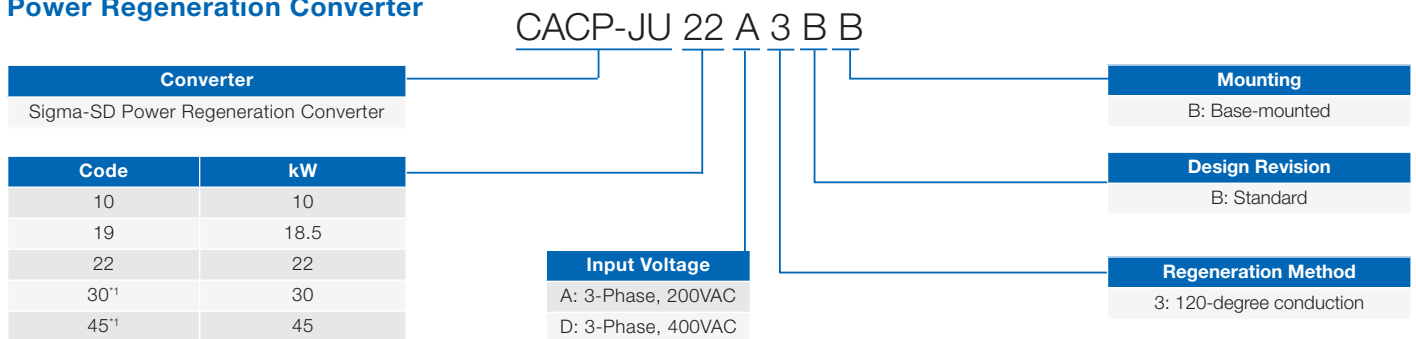 Power Regeneration Converter
CACP-JU 22 A 3 B B
Converter
Sigma-SD Power Regeneration Converter
Code kW
10 10
19 18.5
22 22
30*1 30
45*1 45
Input Voltage
A: 3-Phase, 200VAC
D: 3-Phase, 400VAC
Mounting
B: Base-mounted
Design Revision
B: Standard
Regeneration Method
3: 120-degree conduction